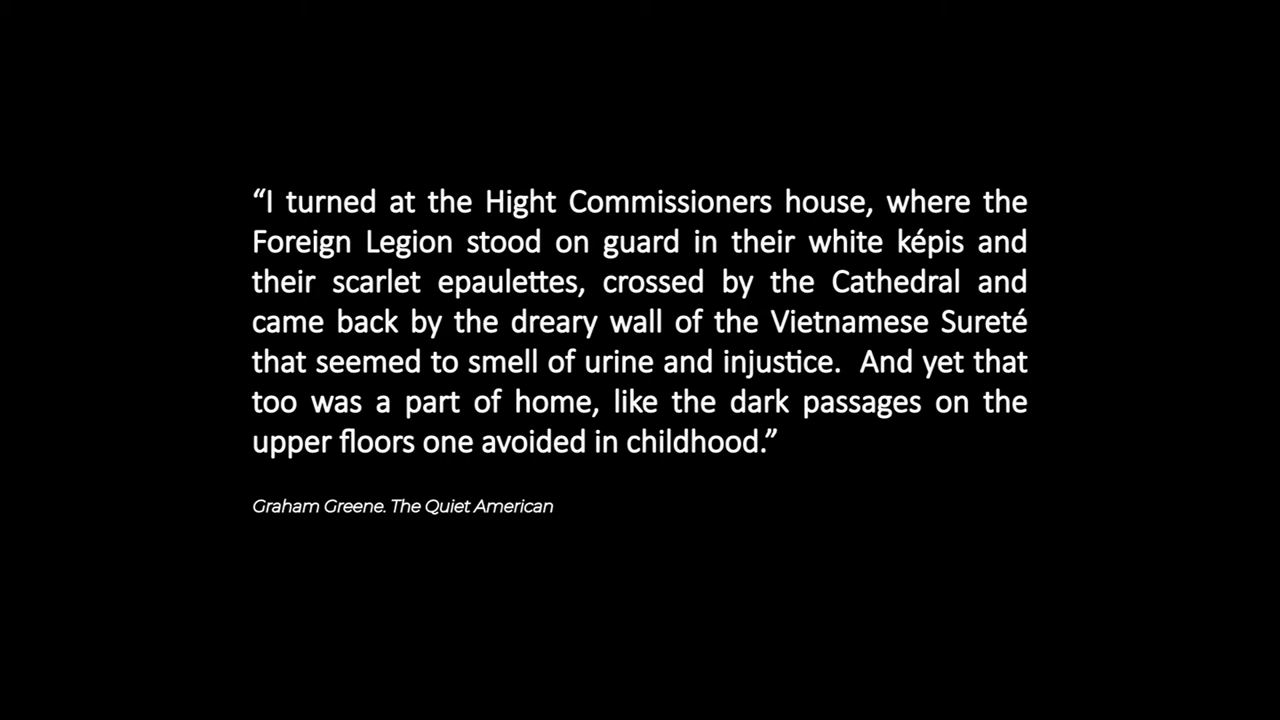 “I turned at the Hight Commissioners house, where the
Foreign Legion stood on guard in their white képis and
their scarlet epaulettes, crossed by the Cathedral and
came back by the dreary wall of the Vietnamese Sureté
that seemed to smell of urine and injustice.  And yet that
too was a part of home, like the dark passages on the
upper floors one avoided in childhood.”
Graham Greene. The Quiet American